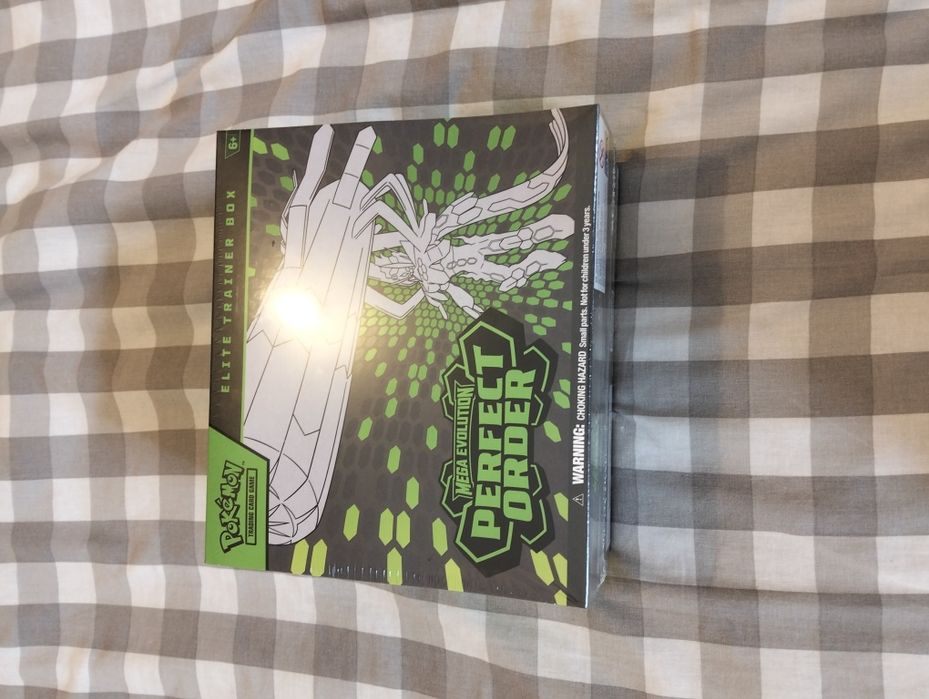 Pokémon
TRADING CARD GAME
ELITE TRAINER BOX
6+
MEGA EVOLUTION
PERFECT
ORDER
WARNING: CHOKING HAZARD Small parts. Not for children under 3 years.